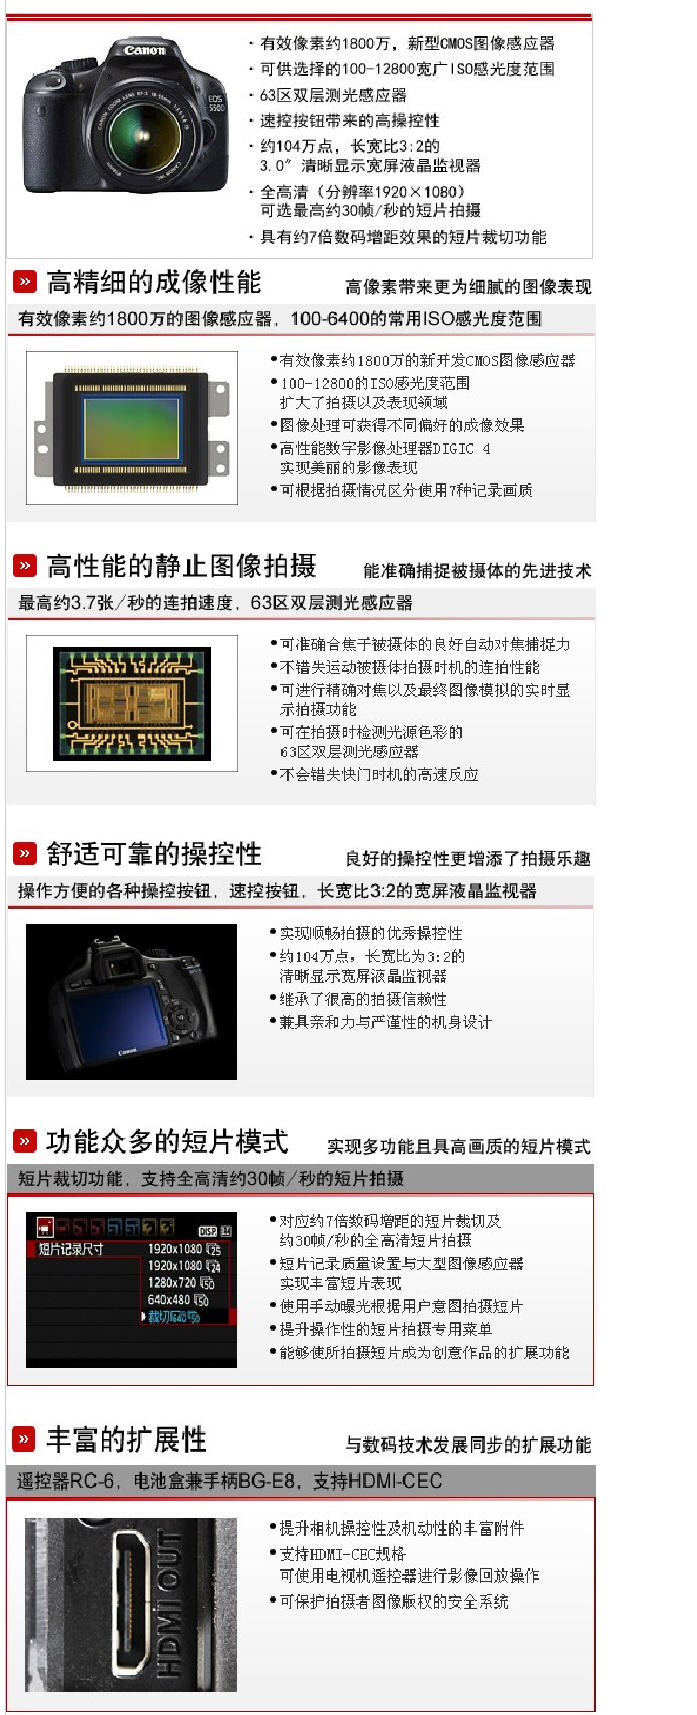 Canon
EOS
550D
· 有效像素约1800万，新型CMOS图像感应器
· 可供选择的100-12800宽广ISO感光度范围
· 63区双层测光感应器
· 速控按钮带来的高操控性
· 约104万点，长宽比3:2的
3.0″清晰显示宽屏液晶监视器
· 全高清（分辨率1920×1080）
可选最高约30帧/秒的短片拍摄
· 具有约7倍数码增距效果的短片裁切功能
高精细的成像性能 高像素带来更为细腻的图像表现
有效像素约1800万的图像感应器，100-6400的常用ISO感光度范围
●有效像素约1800万的新开发CMOS图像感应器
●100-12800的ISO感光度范围
扩大了拍摄以及表现领域
●图像处理可获得不同偏好的成像效果
●高性能数字影像处理器DIGIC 4
实现美丽的影像表现
●可根据拍摄情况区分使用7种记录画质
高性能的静止图像拍摄 能准确捕捉被摄体的先进技术
最高约3.7张/秒的连拍速度，63区双层测光感应器
●可准确合焦于被摄体的良好自动对焦捕捉力
●不错失运动被摄体拍摄时机的连拍性能
●可进行精确对焦以及最终图像模拟的实时显
示拍摄功能
●可在拍摄时检测光源色彩的
63区双层测光感应器
●不会错失快门时机的高速反应
舒适可靠的操控性 良好的操控性更增添了拍摄乐趣
操作方便的各种操控按钮，速控按钮，长宽比3:2的宽屏液晶监视器
●实现顺畅拍摄的优秀操控性
●约104万点，长宽比为3:2的
清晰显示宽屏液晶监视器
●继承了很高的拍摄信赖性
●兼具亲和力与严谨性的机身设计
Canon
功能众多的短片模式 实现多功能且具高画质的短片模式
短片裁切功能，支持全高清约30帧/秒的短片拍摄
DISP.
短片记录尺寸 1920x1080 25
1920x1080 24
1280x720 50
640x480 50
裁切640 50
●对应约7倍数码增距的短片裁切及
约30帧/秒的全高清短片拍摄
●短片记录质量设置与大型图像感应器
实现丰富短片表现
●使用手动曝光根据用户意图拍摄短片
●提升操作性的短片拍摄专用菜单
●能够使所拍摄短片成为创意作品的扩展功能
丰富的扩展性 与数码技术发展同步的扩展功能
遥控器RC-6，电池盒兼手柄BG-E8，支持HDMI-CEC
HDMI OUT
●提升相机操控性及机动性的丰富附件
●支持HDMI-CEC规格
可使用电视机遥控器进行影像回放操作
●可保护拍摄者图像版权的安全系统